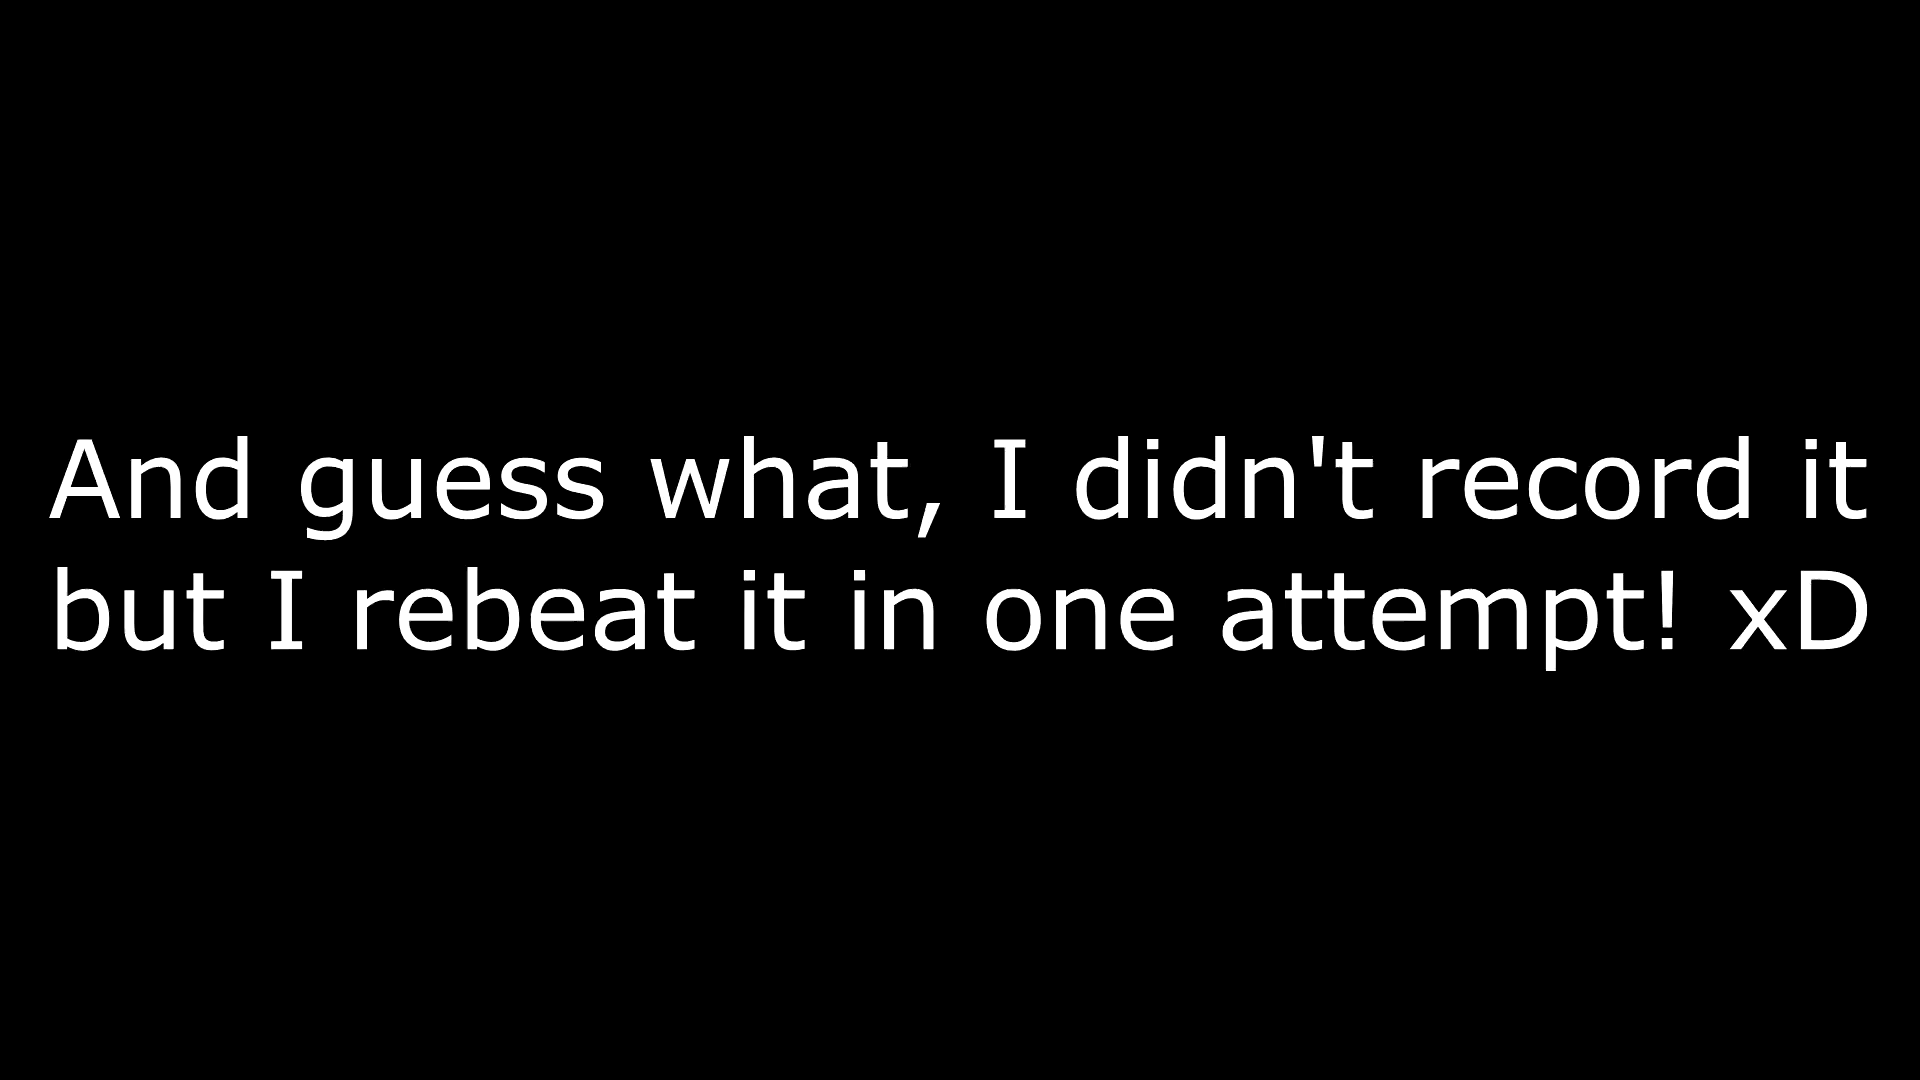 And guess what, I didn't record it
but I rebeat it in one attempt! xD